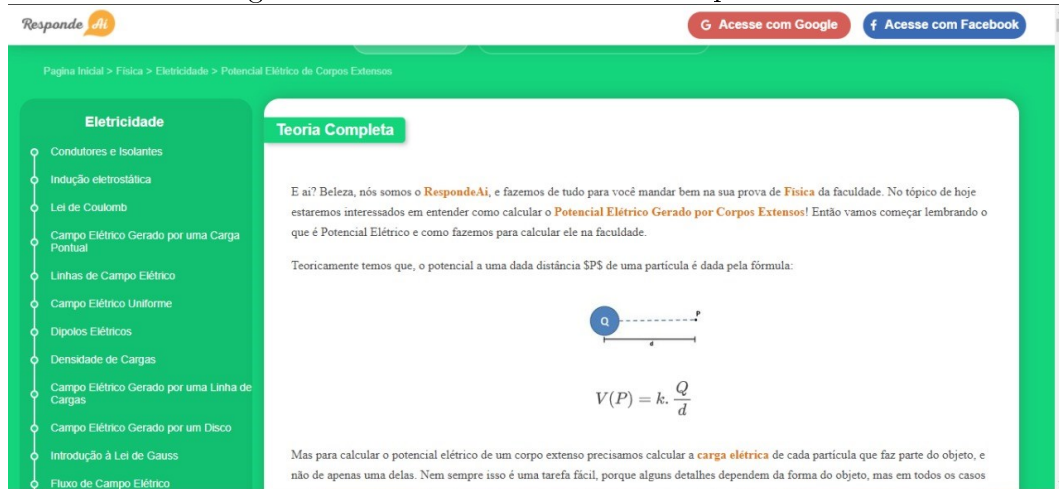 Responde Aí
G Acesse com Google
f Acesse com Facebook
Pagina Inicial > Física > Eletricidade > Potencial Elétrico de Corpos Extensos
Eletricidade
Condutores e Isolantes
Indução eletrostática
Lei de Coulomb
Campo Elétrico Gerado por uma Carga
Pontual
Linhas de Campo Elétrico
Campo Elétrico Uniforme
Dipolos Elétricos
Densidade de Cargas
Campo Elétrico Gerado por uma Linha de
Cargas
Campo Elétrico Gerado por um Disco
Introdução à Lei de Gauss
Fluxo de Campo Elétrico
Teoria Completa
E ai? Beleza, nós somos o RespondeAi, e fazemos de tudo para você mandar bem na sua prova de Física da faculdade. No tópico de hoje
estaremos interessados em entender como calcular o Potencial Elétrico Gerado por Corpos Extensos! Então vamos começar lembrando o
que é Potencial Elétrico e como fazemos para calcular ele na faculdade.
Teoricamente temos que, o potencial a uma dada distância $P$ de uma partícula é dada pela fórmula:
Q
P
d
V(P) = k. Q/d
Mas para calcular o potencial elétrico de um corpo extenso precisamos calcular a carga elétrica de cada partícula que faz parte do objeto, e
não de apenas uma delas. Nem sempre isso é uma tarefa fácil, porque alguns detalhes dependem da forma do objeto, mas em todos os casos